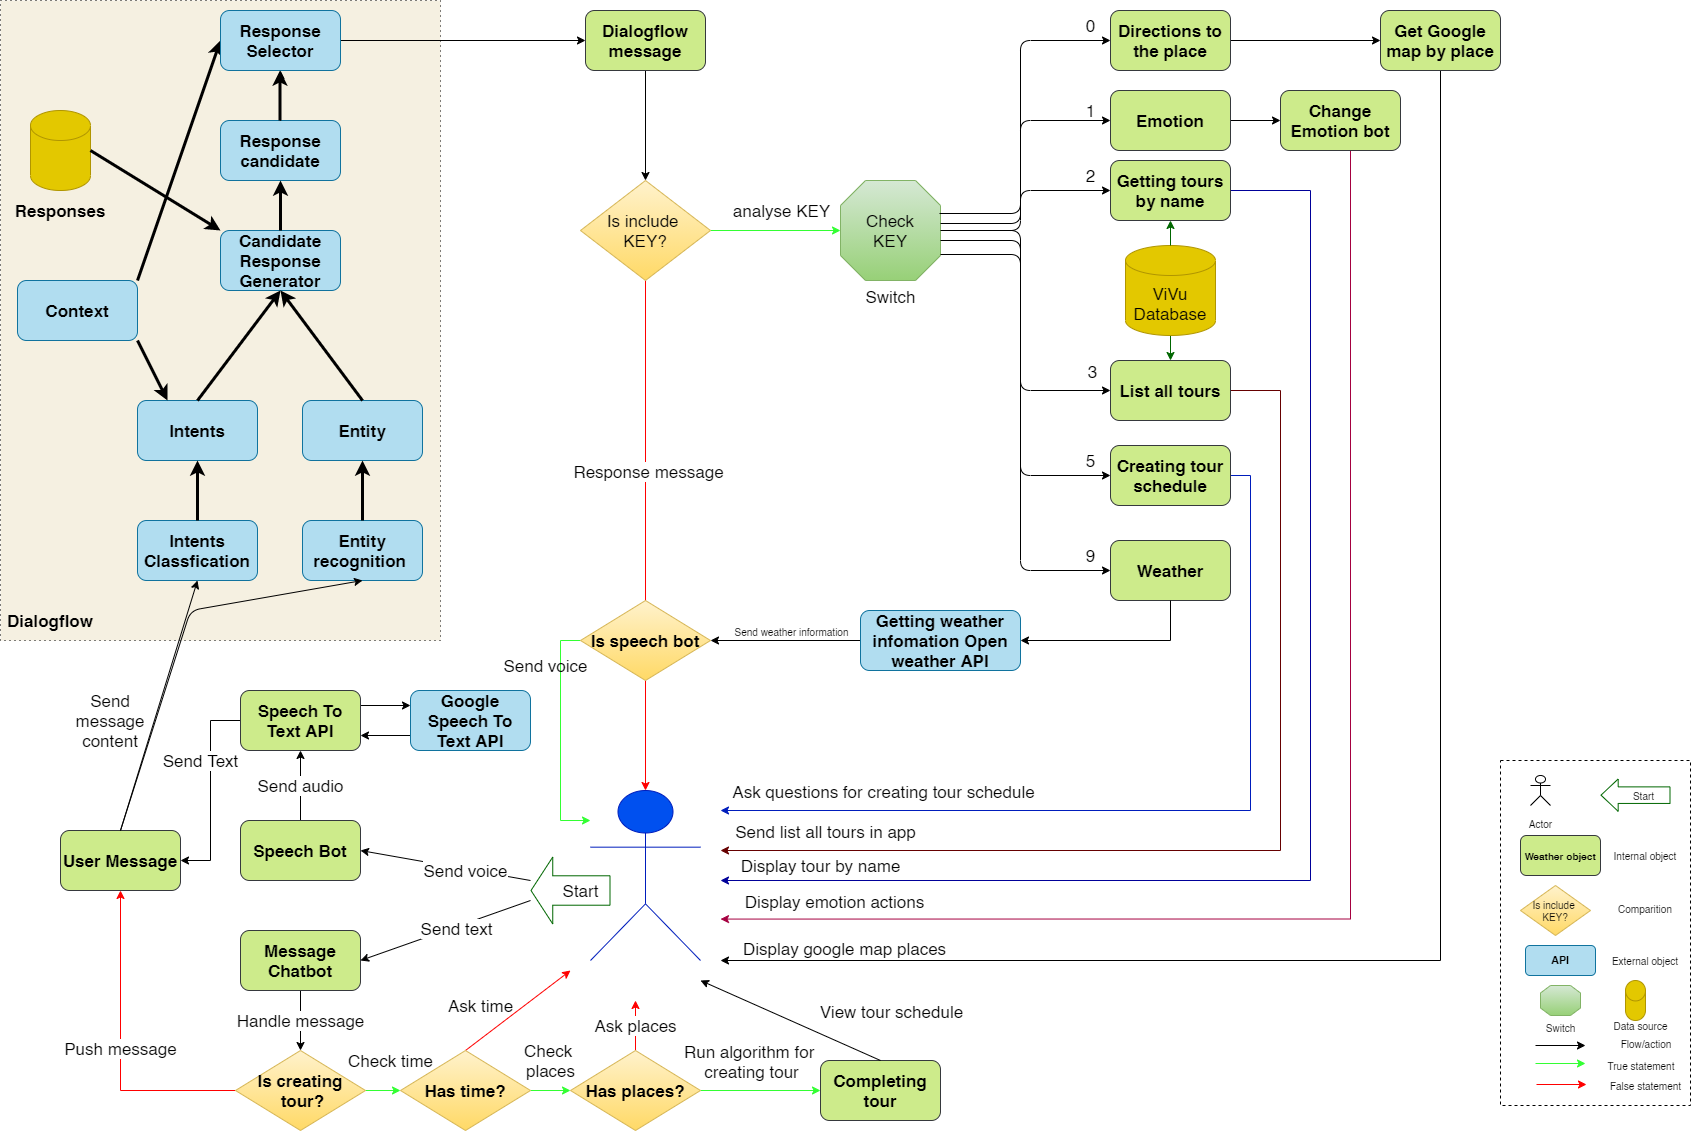 Response
Selector
Response
candidate
Responses
Candidate
Response
Generator
Context
Intents
Entity
Intents
Classfication
Entity
recognition
Dialogflow
Dialogflow
message
Is include
KEY?
analyse KEY
Check
KEY
Switch
0
Directions to
the place
Get Google
map by place
1
Emotion
Change
Emotion bot
2
Getting tours
by name
ViVu
Database
3
List all tours
5
Creating tour
schedule
9
Weather
Response message
Is speech bot
Send weather information
Getting weather
infomation Open
weather API
Send voice
Send
message
content
Speech To
Text API
Google
Speech To
Text API
Send Text
Send audio
User Message
Speech Bot
Send voice
Start
Send text
Message
Chatbot
Handle message
Push message
Is creating
tour?
Check time
Has time?
Ask time
Check
places
Has places?
Ask places
Run algorithm for
creating tour
Completing
tour
View tour schedule
Ask questions for creating tour schedule
Send list all tours in app
Display tour by name
Display emotion actions
Display google map places
Actor
Start
Weather object
Internal object
Is include
KEY?
Comparition
API
External object
Switch
Data source
Flow/action
True statement
False statement